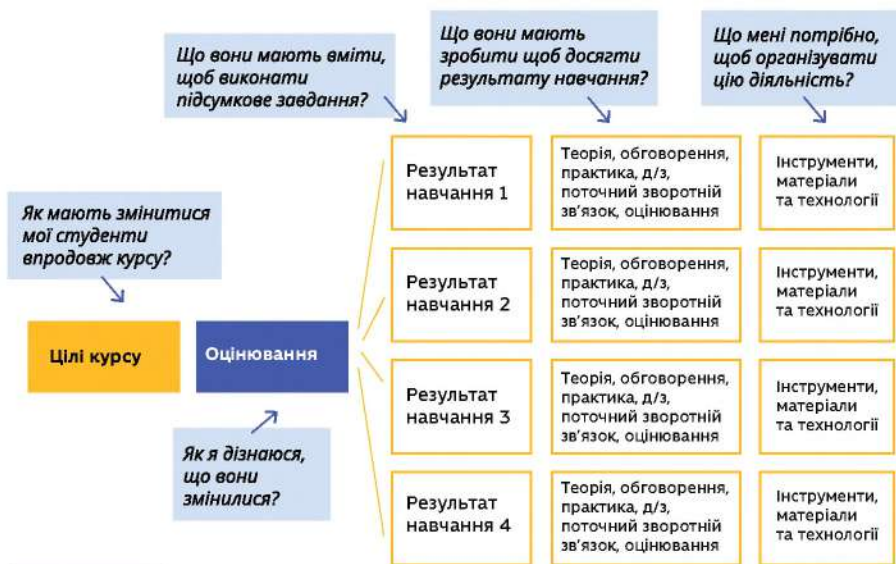 Що вони мають вміти,
щоб виконати
підсумкове завдання?
Що вони мають
зробити щоб досягти
результату навчання?
Що мені потрібно,
щоб організувати
цю діяльність?
Як мають змінитися
мої студенти
впродовж курсу?
Цілі курсу
Оцінювання
Як я дізнаюся,
що вони
змінилися?
Результат
навчання 1
Теорія, обговорення,
практика, д/з,
поточний зворотній
зв'язок, оцінювання
Інструменти,
матеріали
та технології
Результат
навчання 2
Теорія, обговорення,
практика, д/з,
поточний зворотній
зв'язок, оцінювання
Інструменти,
матеріали
та технології
Результат
навчання 3
Теорія, обговорення,
практика, д/з,
поточний зворотній
зв'язок, оцінювання
Інструменти,
матеріали
та технології
Результат
навчання 4
Теорія, обговорення,
практика, д/з,
поточний зворотній
зв'язок, оцінювання
Інструменти,
матеріали
та технології